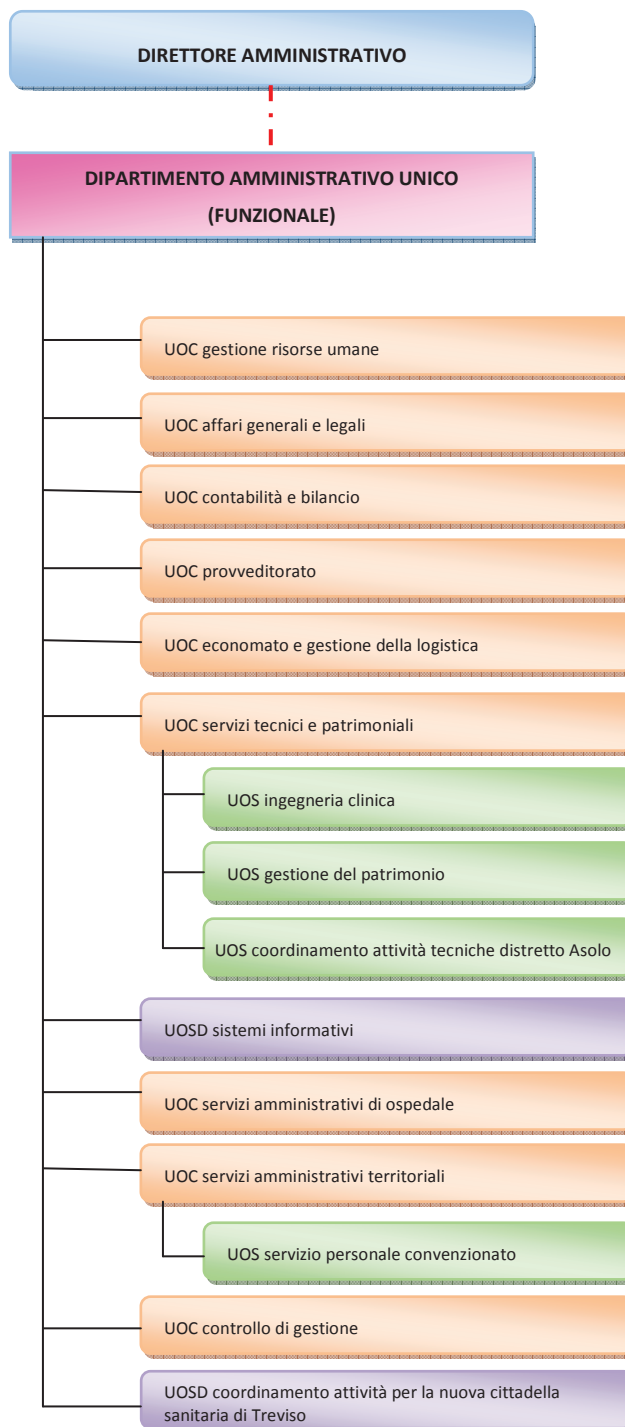 DIRETTORE AMMINISTRATIVO
DIPARTIMENTO AMMINISTRATIVO UNICO
(FUNZIONALE)
UOC gestione risorse umane
UOC affari generali e legali
UOC contabilità e bilancio
UOC provveditorato
UOC economato e gestione della logistica
UOC servizi tecnici e patrimoniali
UOS ingegneria clinica
UOS gestione del patrimonio
UOS coordinamento attività tecniche distretto Asolo
UOSD sistemi informativi
UOC servizi amministrativi di ospedale
UOC servizi amministrativi territoriali
UOS servizio personale convenzionato
UOC controllo di gestione
UOSD coordinamento attività per la nuova cittadella
sanitaria di Treviso